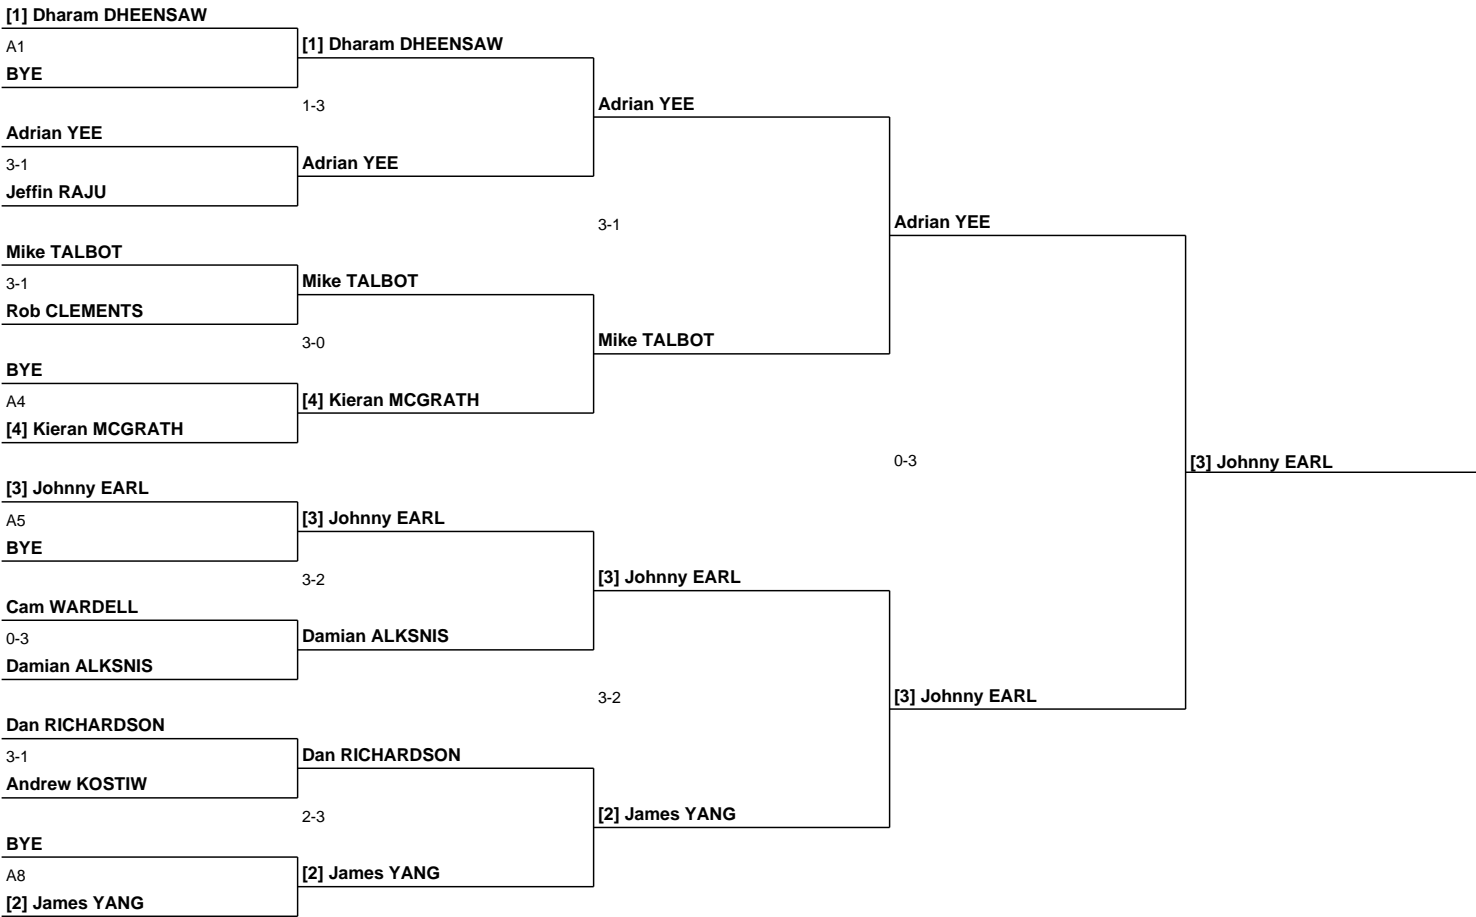 [1] Dharam DHEENSAW
A1
BYE
Adrian YEE
3-1
Jeffin RAJU
Mike TALBOT
3-1
Rob CLEMENTS
BYE
A4
[4] Kieran MCGRATH
[3] Johnny EARL
A5
BYE
Cam WARDELL
0-3
Damian ALKSNIS
Dan RICHARDSON
3-1
Andrew KOSTIW
BYE
A8
[2] James YANG
[1] Dharam DHEENSAW
1-3
Adrian YEE
Mike TALBOT
3-0
[4] Kieran MCGRATH
[3] Johnny EARL
3-2
Damian ALKSNIS
Dan RICHARDSON
2-3
[2] James YANG
Adrian YEE
3-1
Mike TALBOT
[3] Johnny EARL
3-2
[2] James YANG
Adrian YEE
0-3
[3] Johnny EARL
[3] Johnny EARL